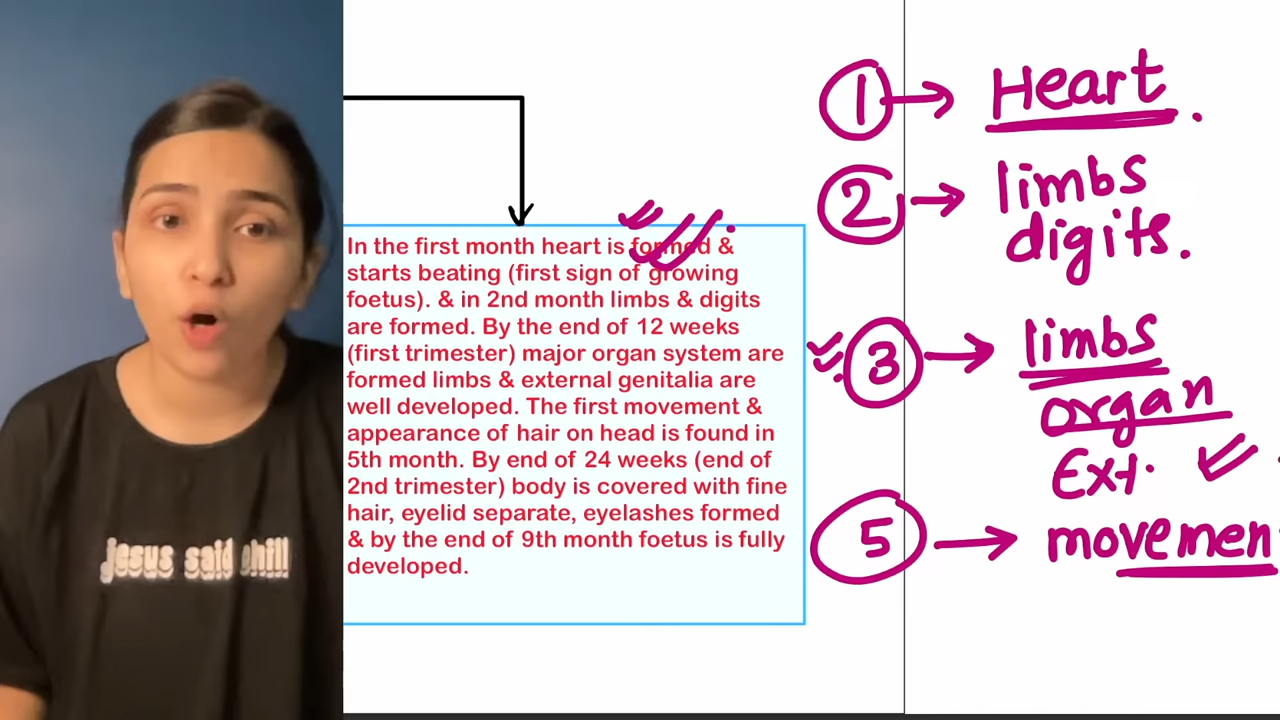 jesus said chill
In the first month heart is formed &
starts beating (first sign of growing
foetus). & in 2nd month limbs & digits
are formed. By the end of 12 weeks
(first trimester) major organ system are
formed limbs & external genitalia are
well developed. The first movement &
appearance of hair on head is found in
5th month. By end of 24 weeks (end of
2nd trimester) body is covered with fine
hair, eyelid separate, eyelashes formed
& by the end of 9th month foetus is fully
developed.
1 → Heart.
2 → limbs
digits.
3 → limbs
organ
Ext.
5 → movemen